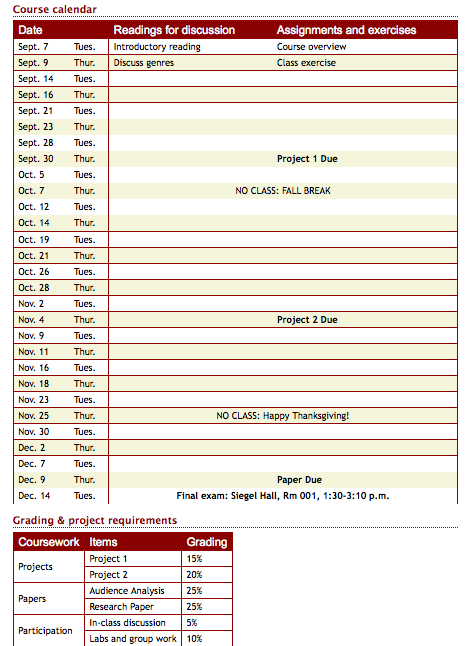 Course calendar
Date Readings for discussion Assignments and exercises
Sept. 7 Tues. Introductory reading Course overview
Sept. 9 Thur. Discuss genres Class exercise
Sept. 14 Tues.
Sept. 16 Thur.
Sept. 21 Tues.
Sept. 23 Thur.
Sept. 28 Tues.
Sept. 30 Thur. Project 1 Due
Oct. 5 Tues.
Oct. 7 Thur. NO CLASS: FALL BREAK
Oct. 12 Tues.
Oct. 14 Thur.
Oct. 19 Tues.
Oct. 21 Thur.
Oct. 26 Tues.
Oct. 28 Thur.
Nov. 2 Tues.
Nov. 4 Thur. Project 2 Due
Nov. 9 Tues.
Nov. 11 Thur.
Nov. 16 Tues.
Nov. 18 Thur.
Nov. 23 Tues.
Nov. 25 Thur. NO CLASS: Happy Thanksgiving!
Nov. 30 Tues.
Dec. 2 Thur.
Dec. 7 Tues.
Dec. 9 Thur. Paper Due
Dec. 14 Tues. Final exam: Siegel Hall, Rm 001, 1:30-3:10 p.m.
Grading & project requirements
Coursework Items Grading
Projects Project 1 15%
Project 2 20%
Papers Audience Analysis 25%
Research Paper 25%
Participation In-class discussion 5%
Labs and group work 10%